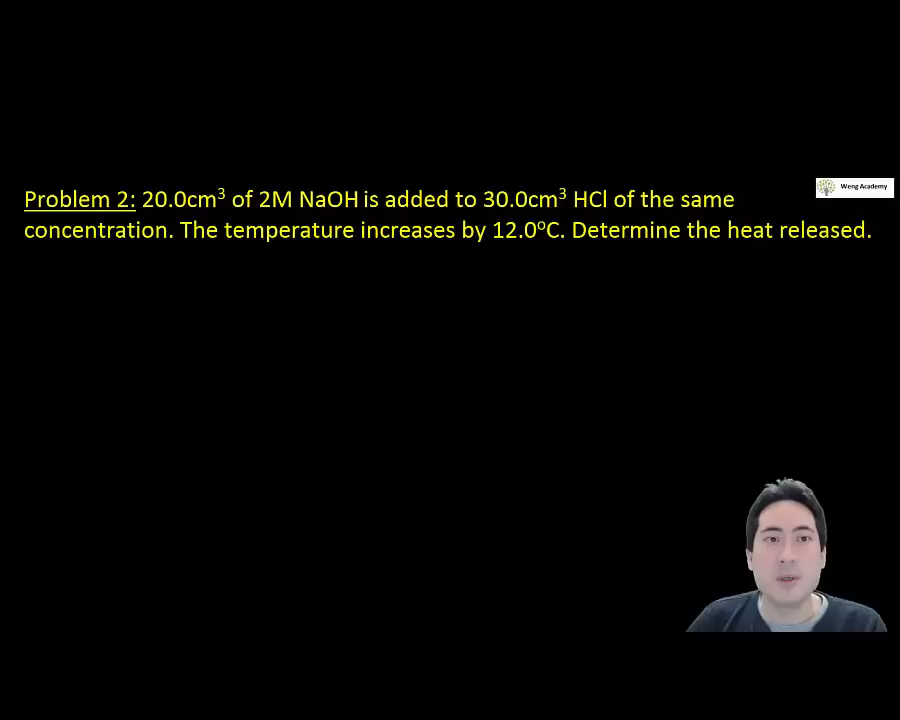 Problem 2: 20.0cm³ of 2M NaOH is added to 30.0cm³ HCl of the same
Weng Academy
concentration. The temperature increases by 12.0°C. Determine the heat released.